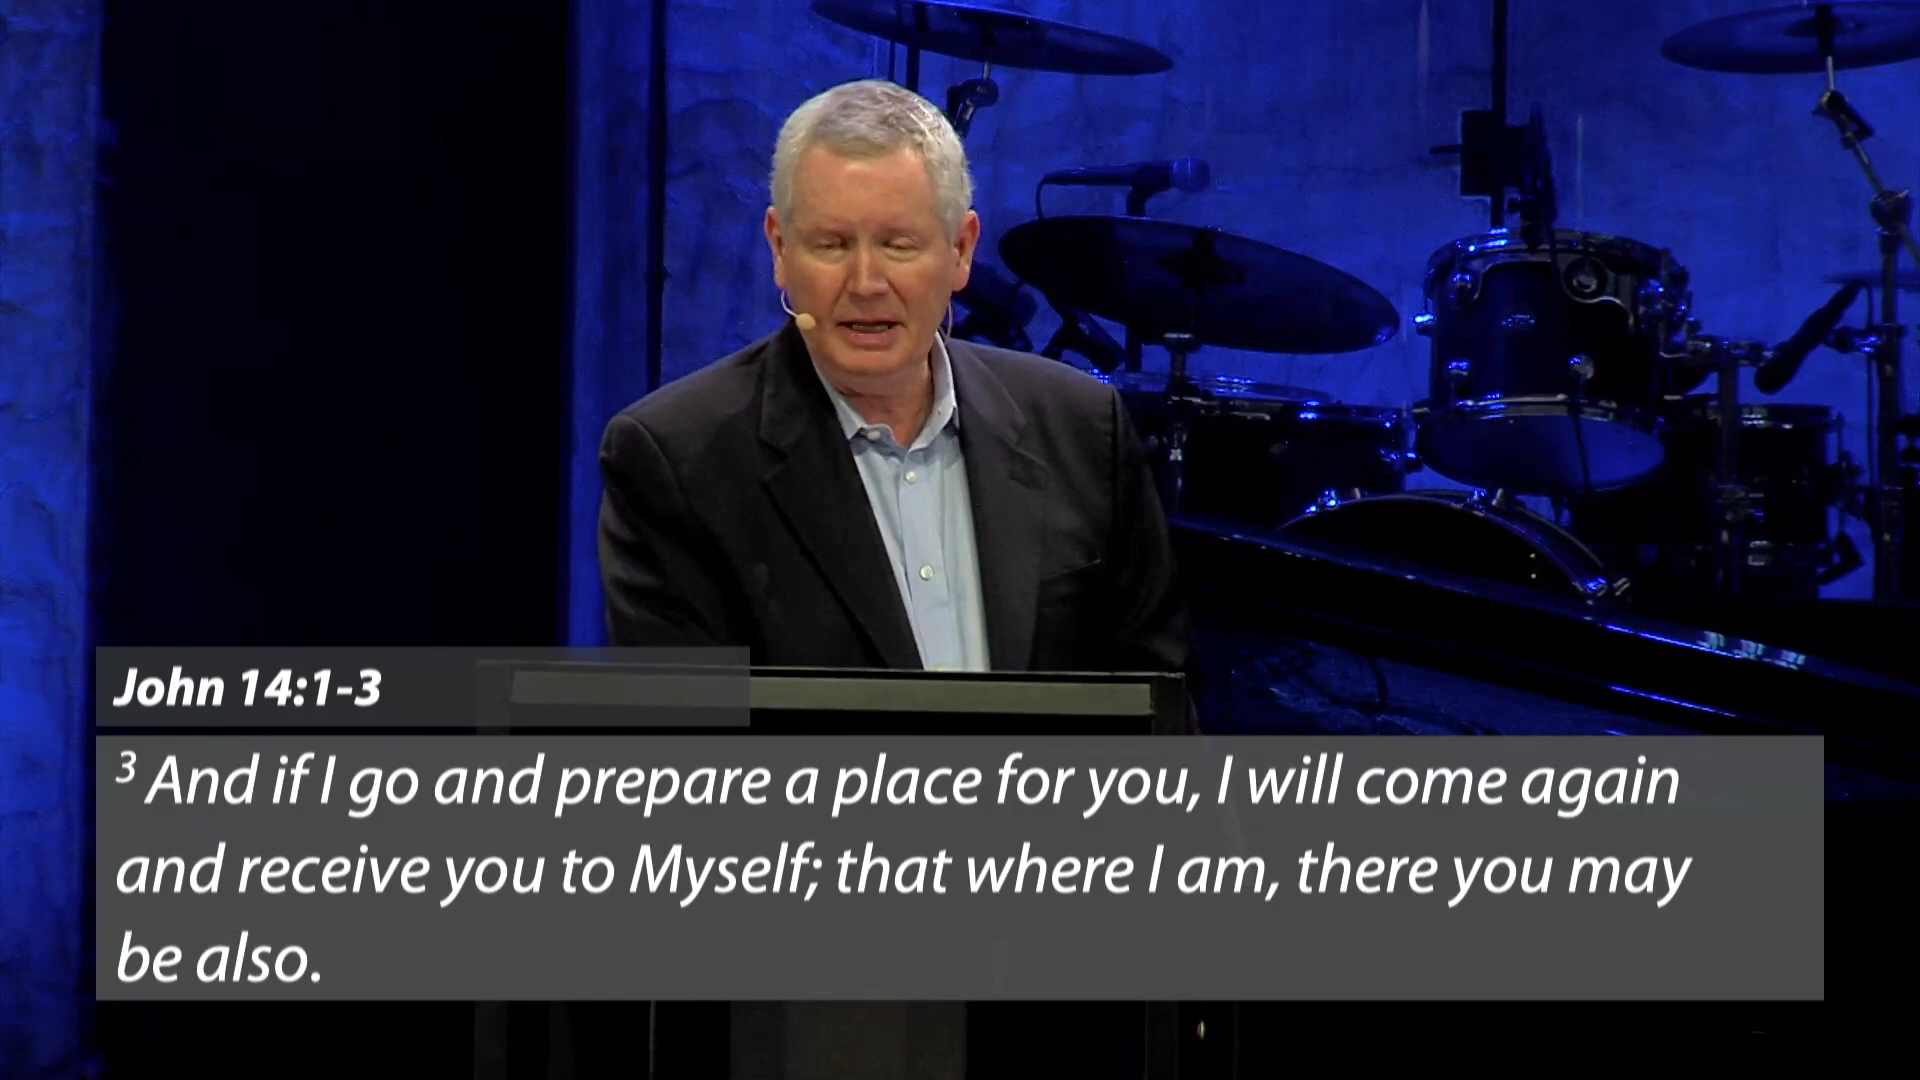 John 14:1-3
³ And if I go and prepare a place for you, I will come again
and receive you to Myself; that where I am, there you may
be also.